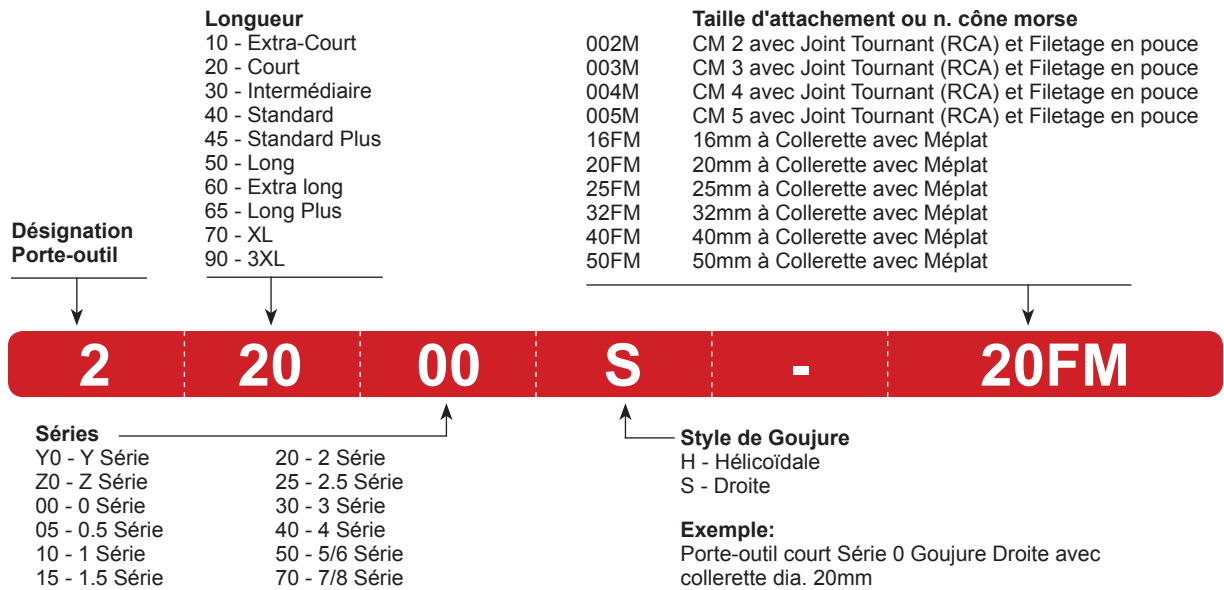 Longueur
10 - Extra-Court
20 - Court
30 - Intermédiaire
40 - Standard
45 - Standard Plus
50 - Long
60 - Extra long
65 - Long Plus
70 - XL
90 - 3XL
Taille d'attachement ou n. cône morse
002M CM 2 avec Joint Tournant (RCA) et Filetage en pouce
003M CM 3 avec Joint Tournant (RCA) et Filetage en pouce
004M CM 4 avec Joint Tournant (RCA) et Filetage en pouce
005M CM 5 avec Joint Tournant (RCA) et Filetage en pouce
16FM 16mm à Collerette avec Méplat
20FM 20mm à Collerette avec Méplat
25FM 25mm à Collerette avec Méplat
32FM 32mm à Collerette avec Méplat
40FM 40mm à Collerette avec Méplat
50FM 50mm à Collerette avec Méplat
Désignation
Porte-outil
2 20 00 S - 20FM
Séries
Y0 - Y Série
Z0 - Z Série
00 - 0 Série
05 - 0.5 Série
10 - 1 Série
15 - 1.5 Série
20 - 2 Série
25 - 2.5 Série
30 - 3 Série
40 - 4 Série
50 - 5/6 Série
70 - 7/8 Série
Style de Goujure
H - Hélicoïdale
S - Droite
Exemple:
Porte-outil court Série 0 Goujure Droite avec
collerette dia. 20mm